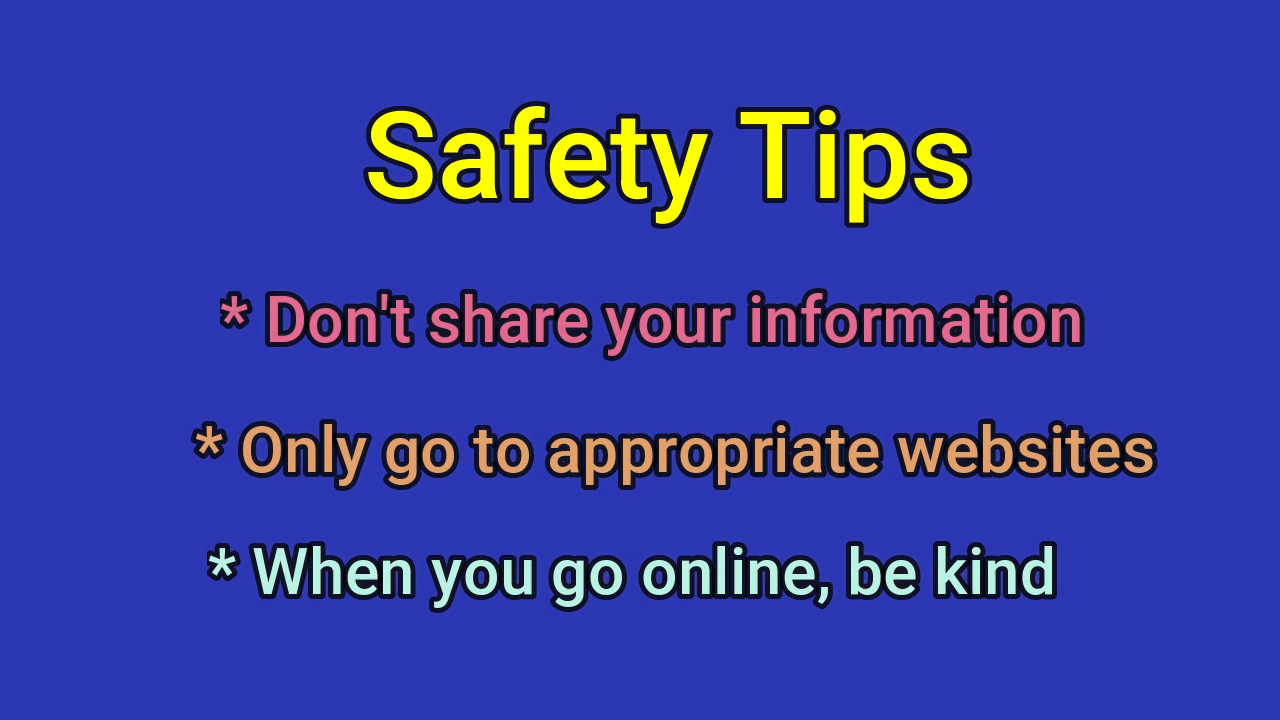 Safety Tips
* Don't share your information
* Only go to appropriate websites
* When you go online, be kind